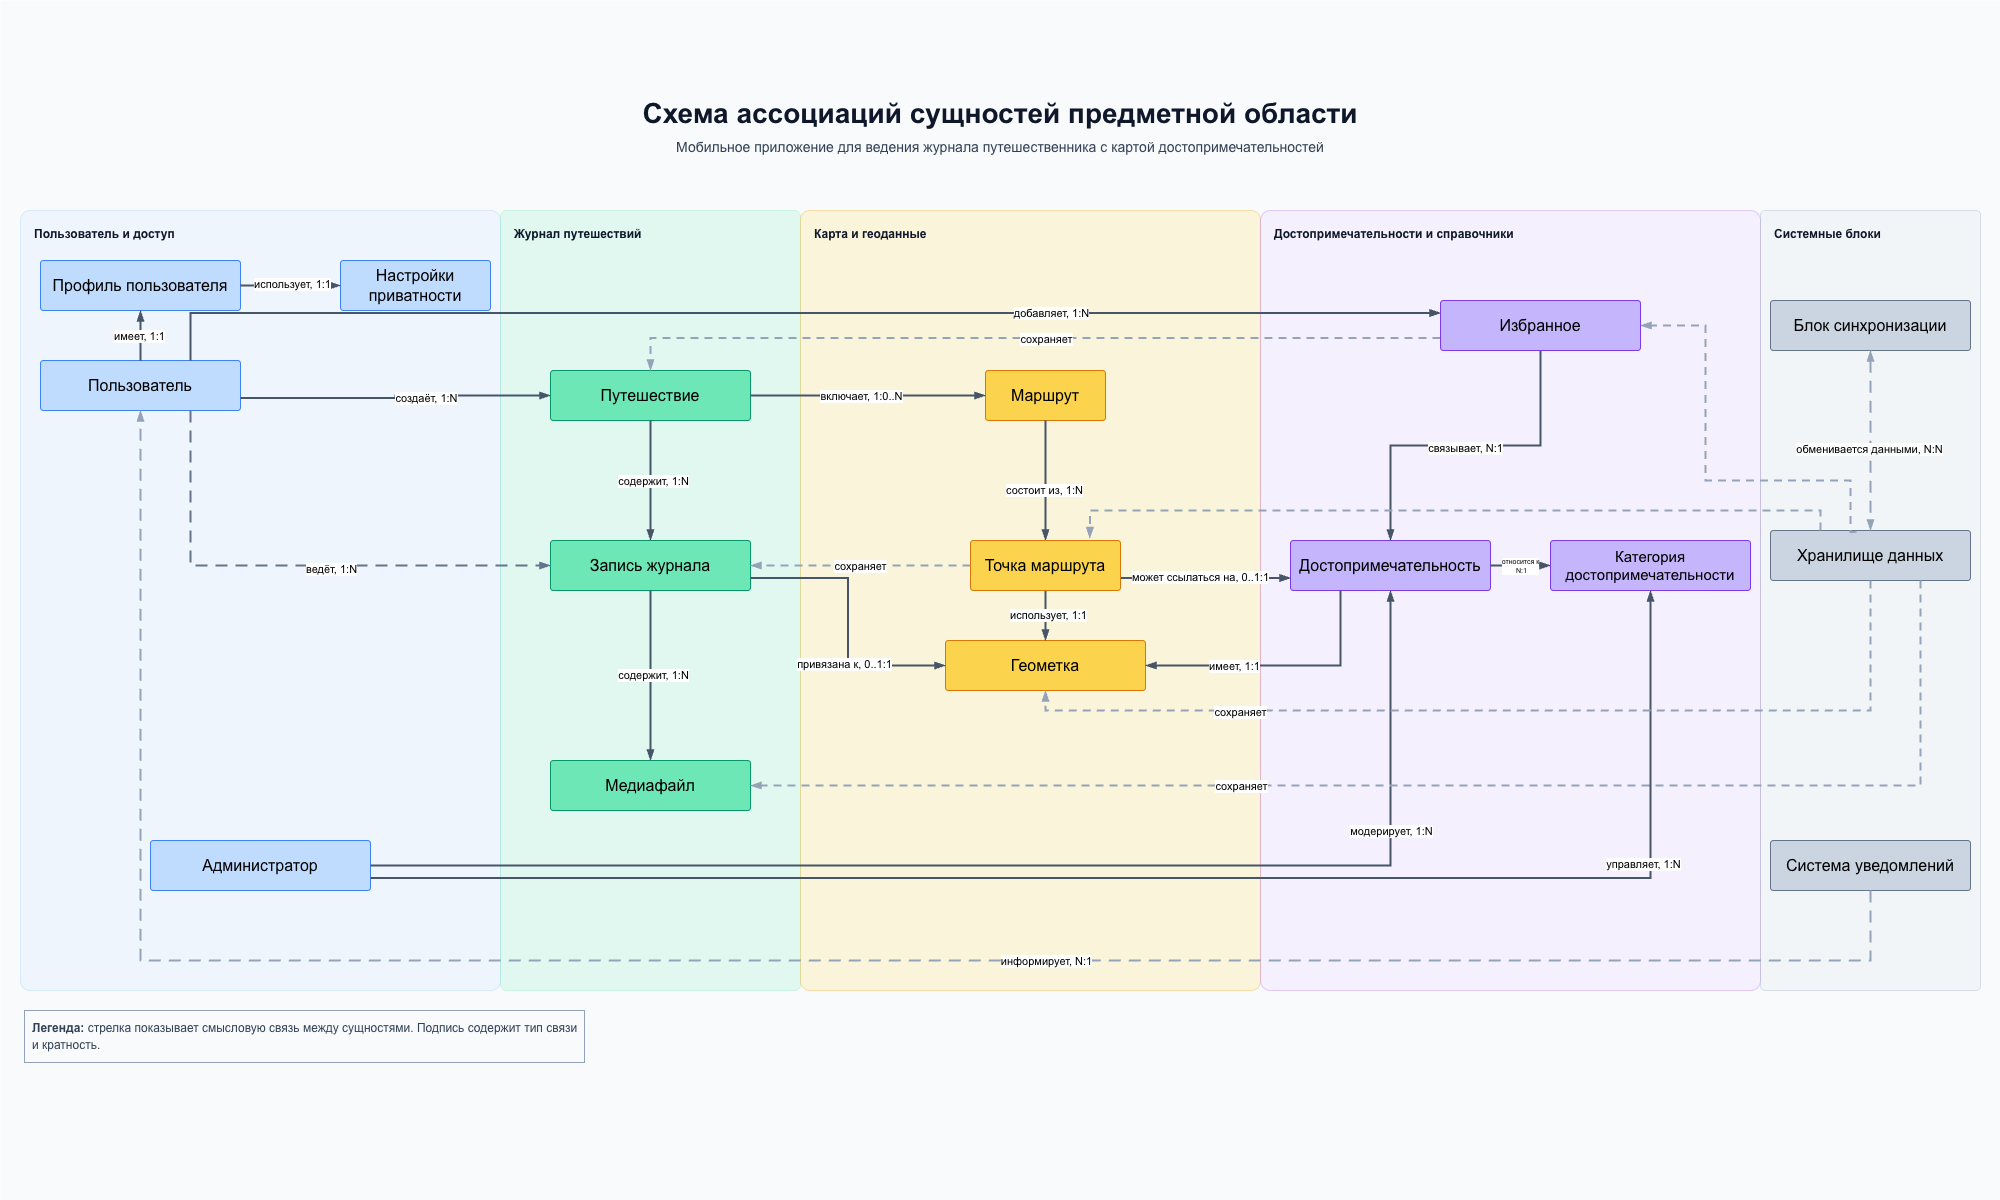 Схема ассоциаций сущностей предметной области
Мобильное приложение для ведения журнала путешественника с картой достопримечательностей
Пользователь и доступ
Журнал путешествий
Карта и геоданные
Достопримечательности и справочники
Системные блоки
Профиль пользователя
использует, 1:1
Настройки
приватности
добавляет, 1:N
Избранное
Блок синхронизации
имеет, 1:1
сохраняет
Пользователь
создаёт, 1:N
Путешествие
включает, 1:0..N
Маршрут
связывает, N:1
обменивается данными, N:N
содержит, 1:N
состоит из, 1:N
ведёт, 1:N
Запись журнала
сохраняет
Точка маршрута
может ссылаться на, 0..1:1
Достопримечательность
относится к
N:1
Категория
достопримечательности
Хранилище данных
использует, 1:1
привязана к, 0..1:1
Геометка
имеет, 1:1
содержит, 1:N
сохраняет
Медиафайл
сохраняет
модерирует, 1:N
Администратор
управляет, 1:N
Система уведомлений
информирует, N:1
Легенда: стрелка показывает смысловую связь между сущностями. Подпись содержит тип связи
и кратность.